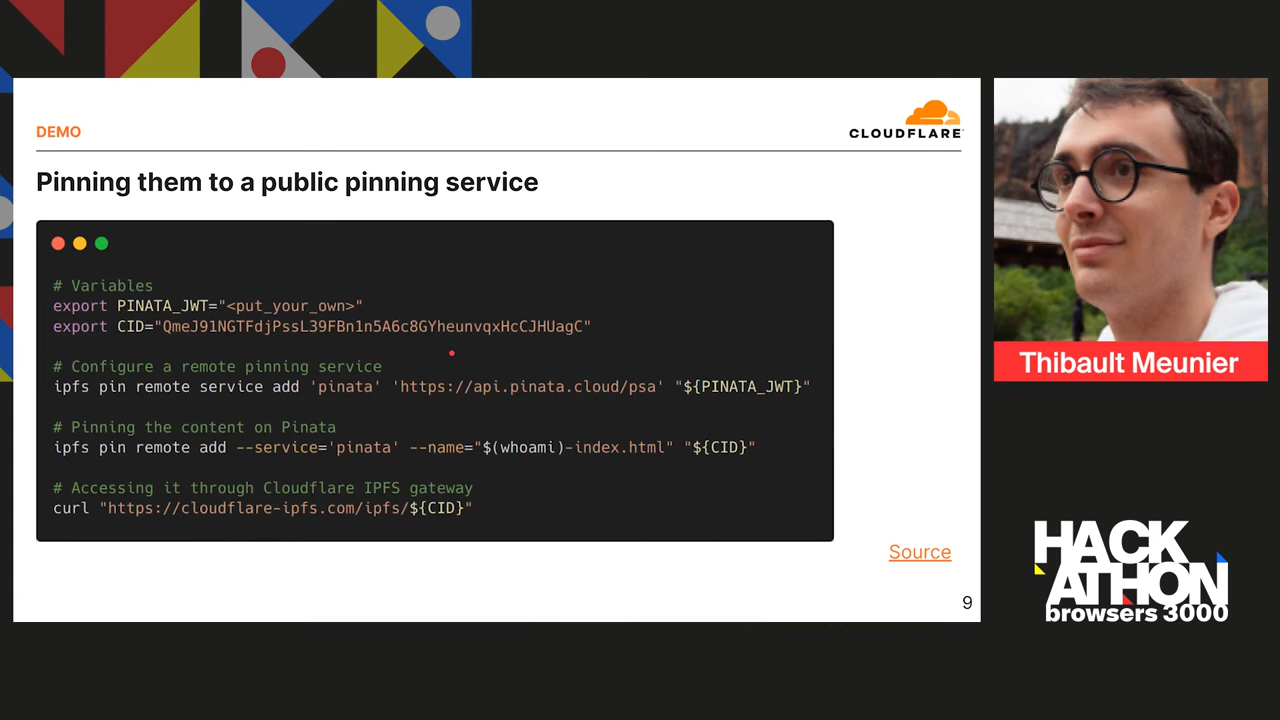 DEMO
CLOUDFLARE
Pinning them to a public pinning service
# Variables
export PINATA_JWT="<put_your_own>"
export CID="QmeJ91NGTFdjPssL39FBn1n5A6c8GYheunvqxHcCJHUagC"
# Configure a remote pinning service
ipfs pin remote service add 'pinata' 'https://api.pinata.cloud/psa' "${PINATA_JWT}"
# Pinning the content on Pinata
ipfs pin remote add --service='pinata' --name="$(whoami)-index.html" "${CID}"
# Accessing it through Cloudflare IPFS gateway
curl "https://cloudflare-ipfs.com/ipfs/${CID}"
Source
9
Thibault Meunier
HACK
ATHON
browsers 3000